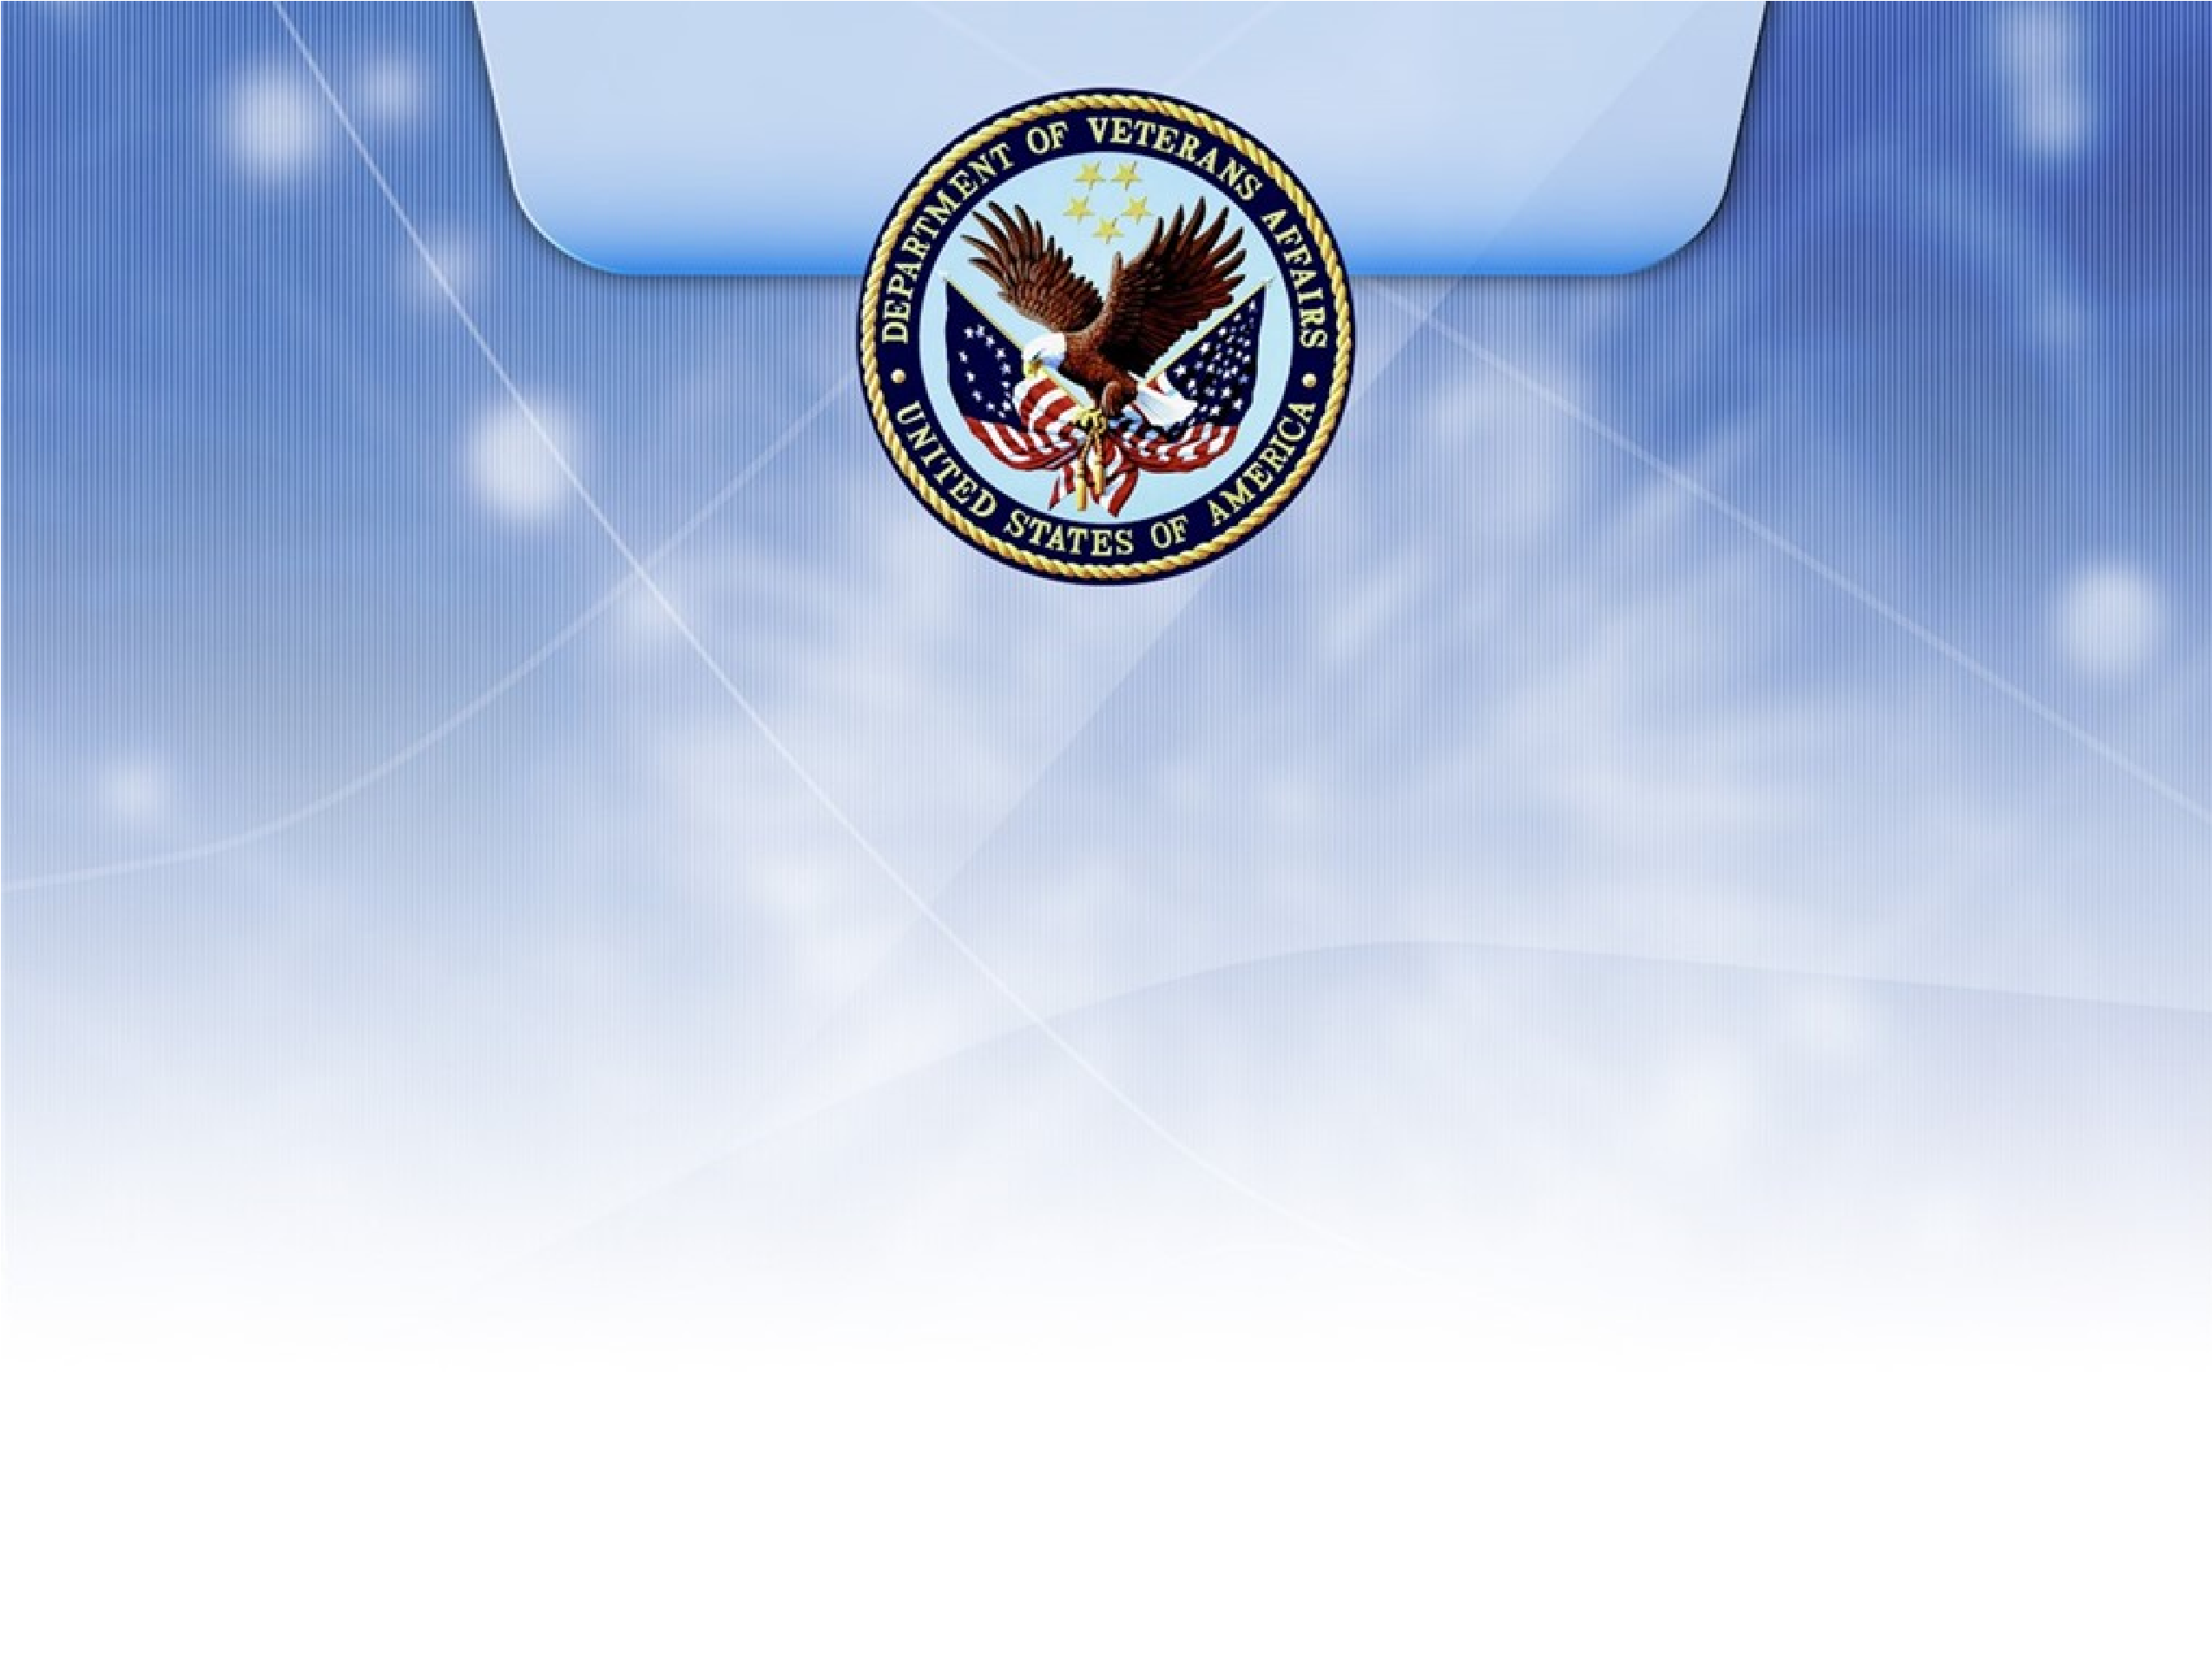 DEPARTMENT OF VETERANS AFFAIRS
UNITED STATES OF AMERICA